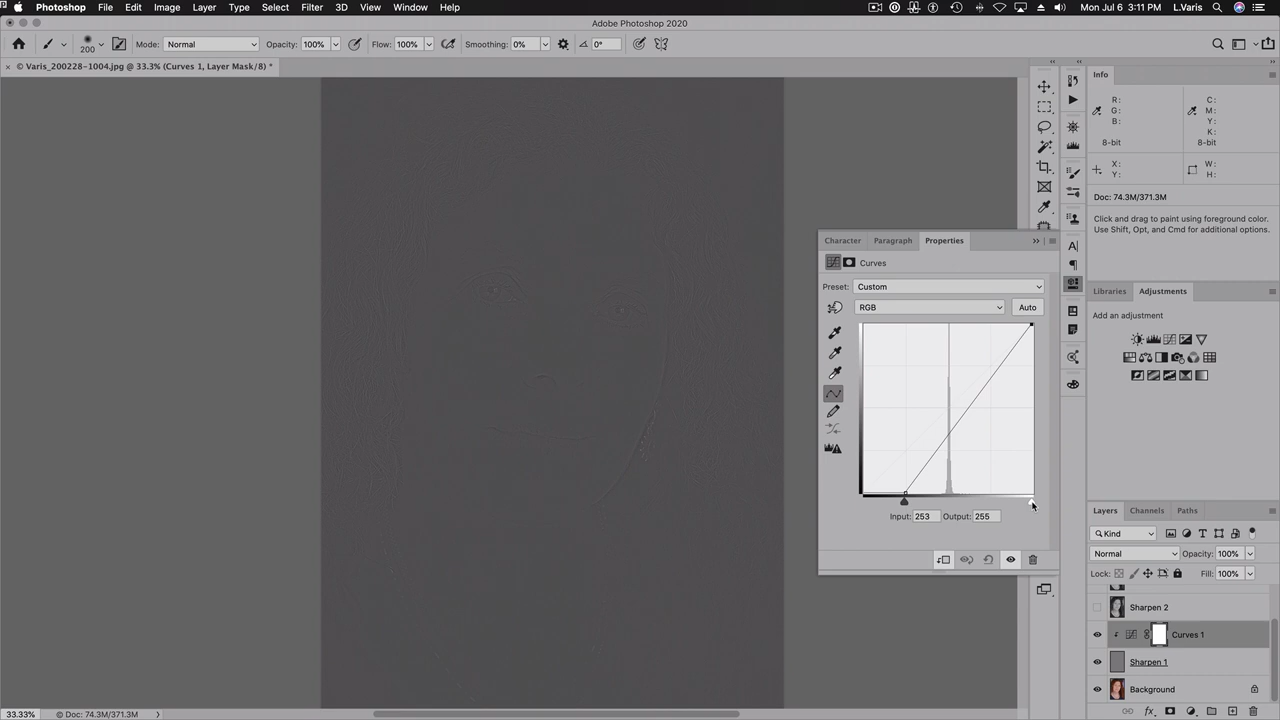 Photoshop File Edit Image Layer Type Select Filter 3D View Window Help Mon Jul 6 3:11 PM L.Varis
Adobe Photoshop 2020
200 Mode: Normal Opacity: 100% Flow: 100% Smoothing: 0% 0°
× © Varis_200228-1004.jpg @ 33.3% (Curves 1, Layer Mask/8) *
Info
R: C:
G: M:
B: Y:
K:
8-bit 8-bit
X: W:
Y: H:
Doc: 74.3M/371.3M
Click and drag to paint using foreground color.
Use Shift, Opt, and Cmd for additional options.
Character Paragraph Properties
Curves
Preset: Custom
RGB Auto
Input: 253 Output: 255
Libraries Adjustments
Add an adjustment
Layers Channels Paths
Kind
Normal Opacity: 100%
Lock: Fill: 100%
Sharpen 2
Curves 1
Sharpen 1
Background
fx
33.33% © Doc: 74.3M/371.3M